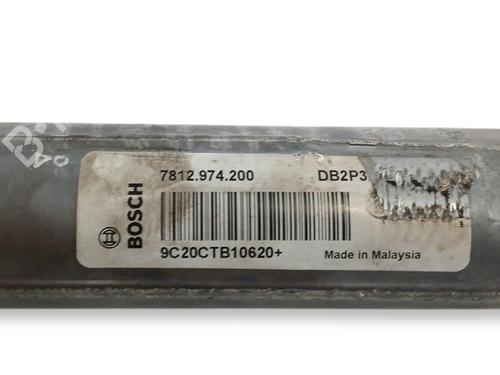 7812.974.200 DB2P3
BOSCH
9C20CTB10620+ Made in Malaysia